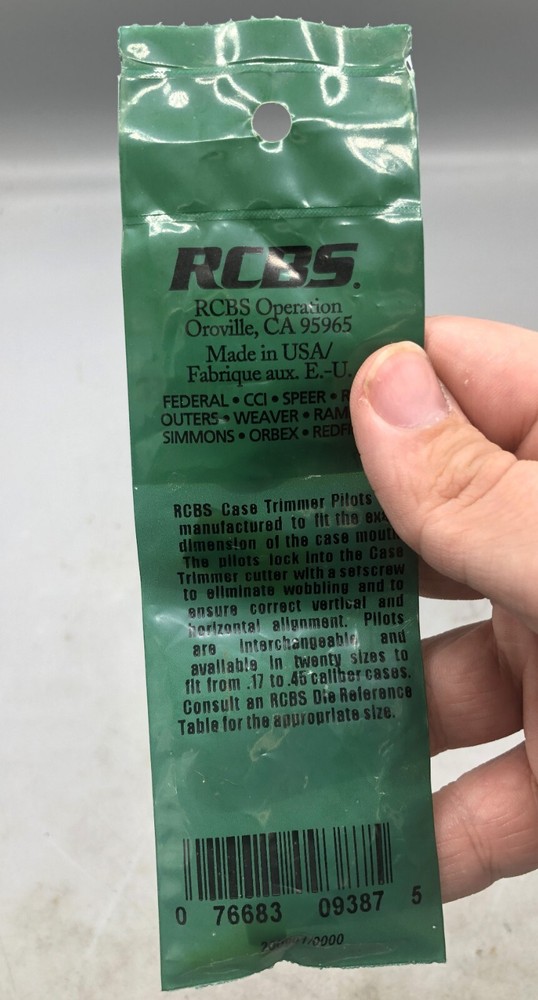 RCBS.
RCBS Operation
Oroville, CA 95965
Made in USA/
Fabrique aux. E.-U.
FEDERAL • CCI • SPEER •
OUTERS • WEAVER •
SIMMONS • ORBEX •
RCBS Case Trimmer Pilots
manufactured to fit the
dimension of the case mouth
The pilots lock into the Case
Trimmer cutter with a setscrew
to eliminate wobbling and to
ensure correct vertical and
horizontal alignment. Pilots
are interchangeable and
available in twenty sizes to
fit from .17 to .45 caliber cases.
Consult an RCBS Die Reference
Table for the appropriate size.
0 76683 09387 5